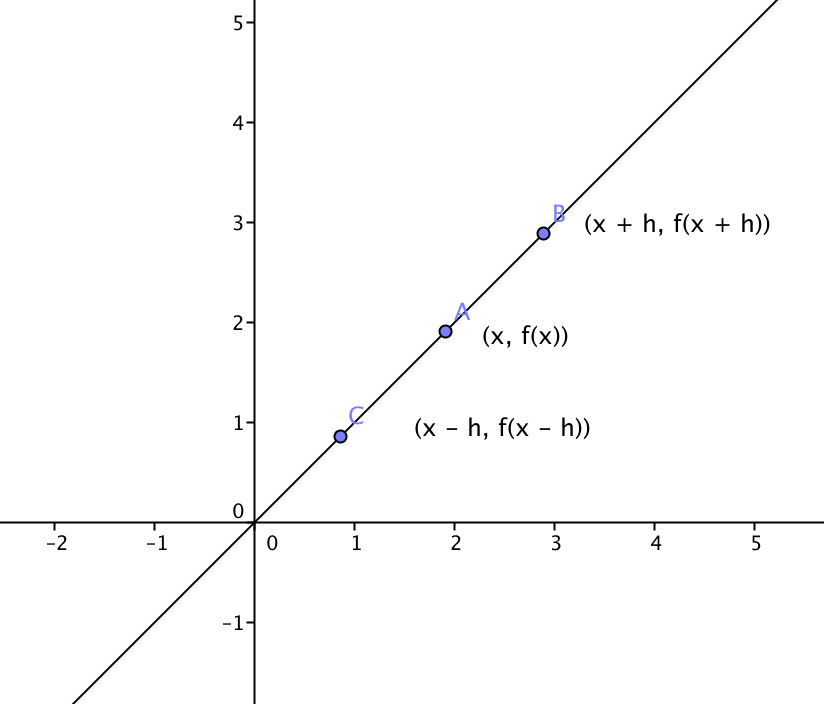 5
4
B
3
(x + h, f(x + h))
A
2
(x, f(x))
C
1
(x – h, f(x – h))
0
–2 –1 0 1 2 3 4 5
–1